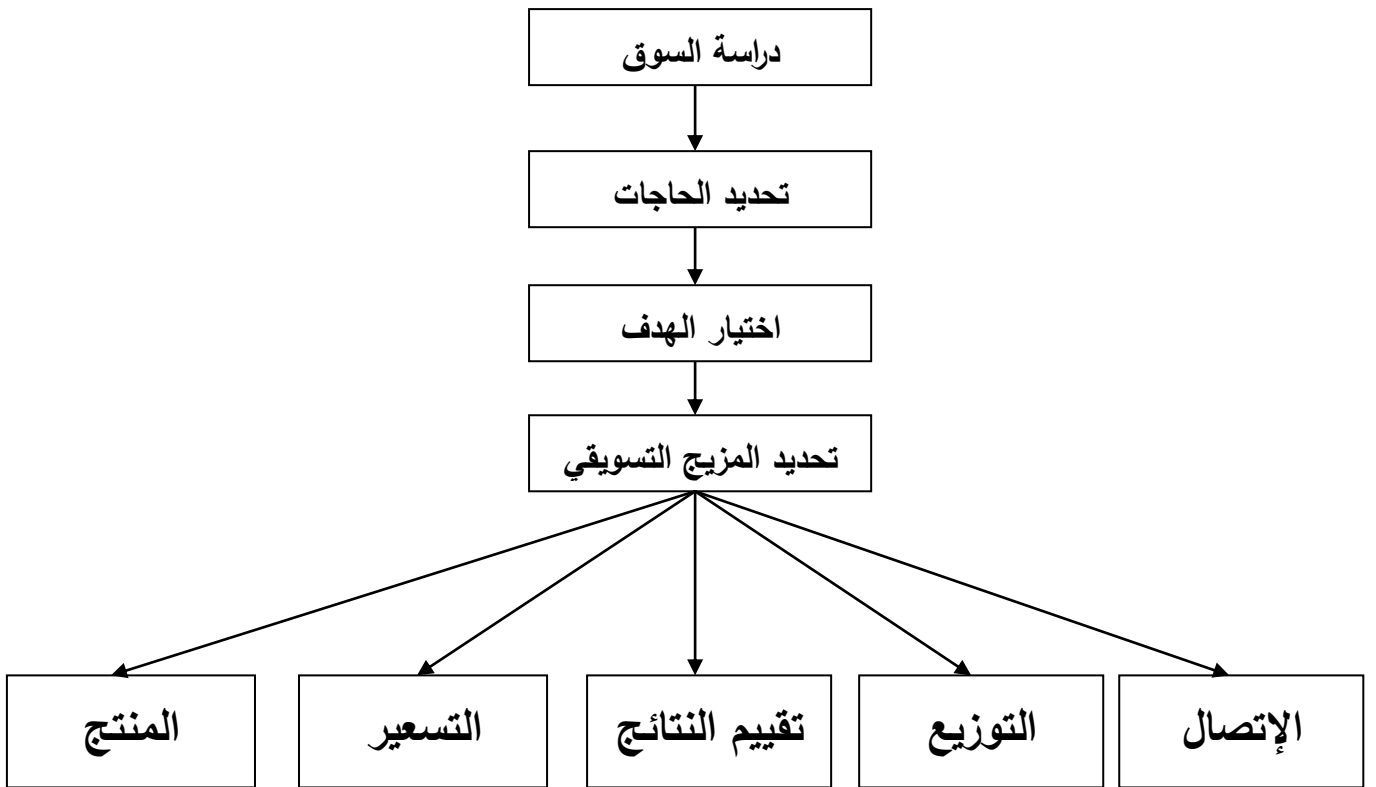 دراسة السوق
تحديد الحاجات
اختيار الهدف
تحديد المزيج التسويقي
الإتصال
التوزيع
تقييم النتائج
التسعير
المنتج